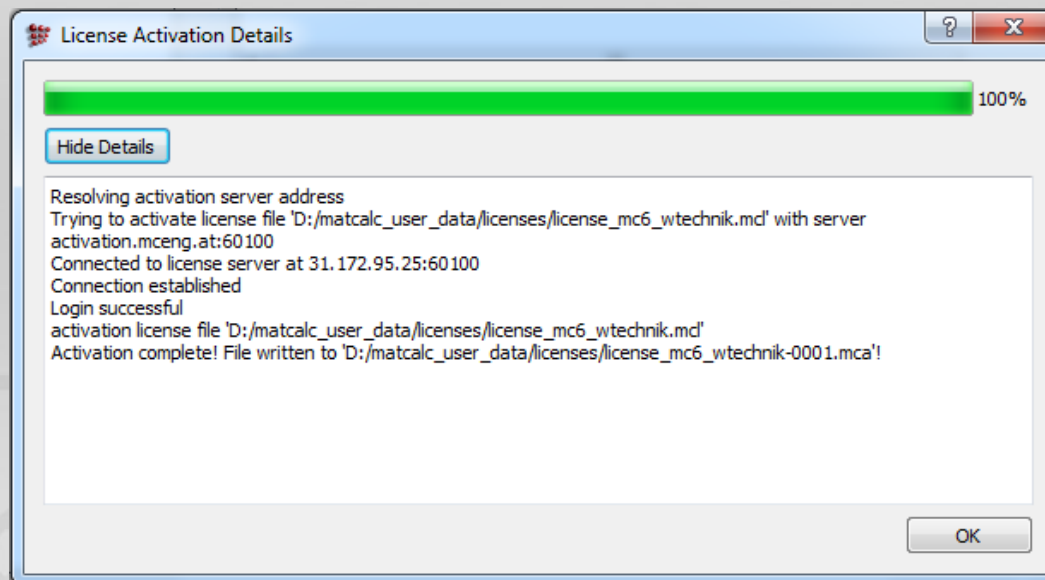 License Activation Details
100%
Hide Details
Resolving activation server address
Trying to activate license file 'D:/matcalc_user_data/licenses/license_mc6_wtechnik.mcl' with server
activation.mceng.at:60100
Connected to license server at 31.172.95.25:60100
Connection established
Login successful
activation license file 'D:/matcalc_user_data/licenses/license_mc6_wtechnik.mcl'
Activation complete! File written to 'D:/matcalc_user_data/licenses/license_mc6_wtechnik-0001.mca'!
OK